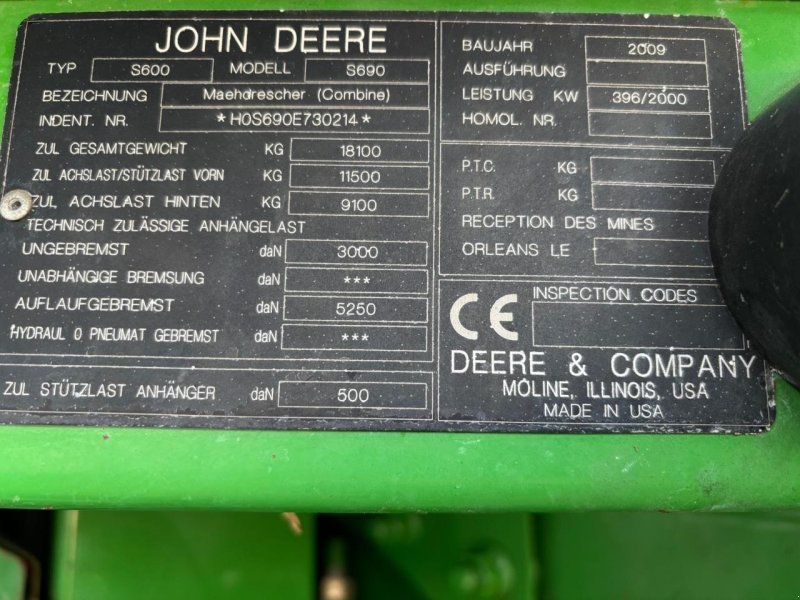 JOHN DEERE
TYP S600 MODELL S690
BEZEICHNUNG Maehdrescher (Combine)
INDENT. NR. *H0S690E730214*
ZUL GESAMTGEWICHT KG 18100
ZUL ACHSLAST/STÜTZLAST VORN KG 11500
ZUL ACHSLAST HINTEN KG 9100
TECHNISCH ZULÄSSIGE ANHÄNGELAST
UNGEBREMST daN 3000
UNABHÄNGIGE BREMSUNG daN ***
AUFLAUFGEBREMST daN 5250
HYDRAUL O PNEUMAT GEBREMST daN ***
ZUL STÜTZLAST ANHÄNGER daN 500
BAUJAHR 2009
AUSFÜHRUNG
LEISTUNG KW 396/2000
HOMOL. NR.
P.T.C. KG
P.T.R. KG
RECEPTION DES MINES
ORLEANS LE
CE INSPECTION CODES
DEERE & COMPANY
MOLINE, ILLINOIS, USA
MADE IN USA